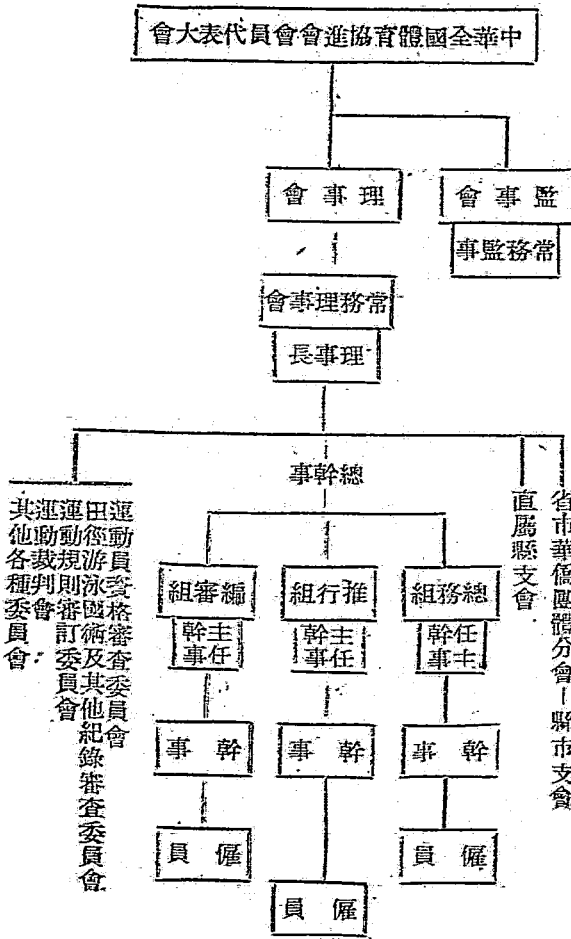 中華全國體育協進會會員代表大會
監事會
常務監事
理事會
常務理事會
理事長
省市華僑團體分會－縣市支會
直屬縣支會
總幹事
總務組
任主
幹事
幹事
僱員
推行組
主任
幹事
幹事
僱員
編審組
主任
幹事
幹事
僱員
運動員資格審查委員會
田徑游泳國術及其他紀錄審查委員會
運動規則審訂委員會
運動裁判會
其他各種委員會